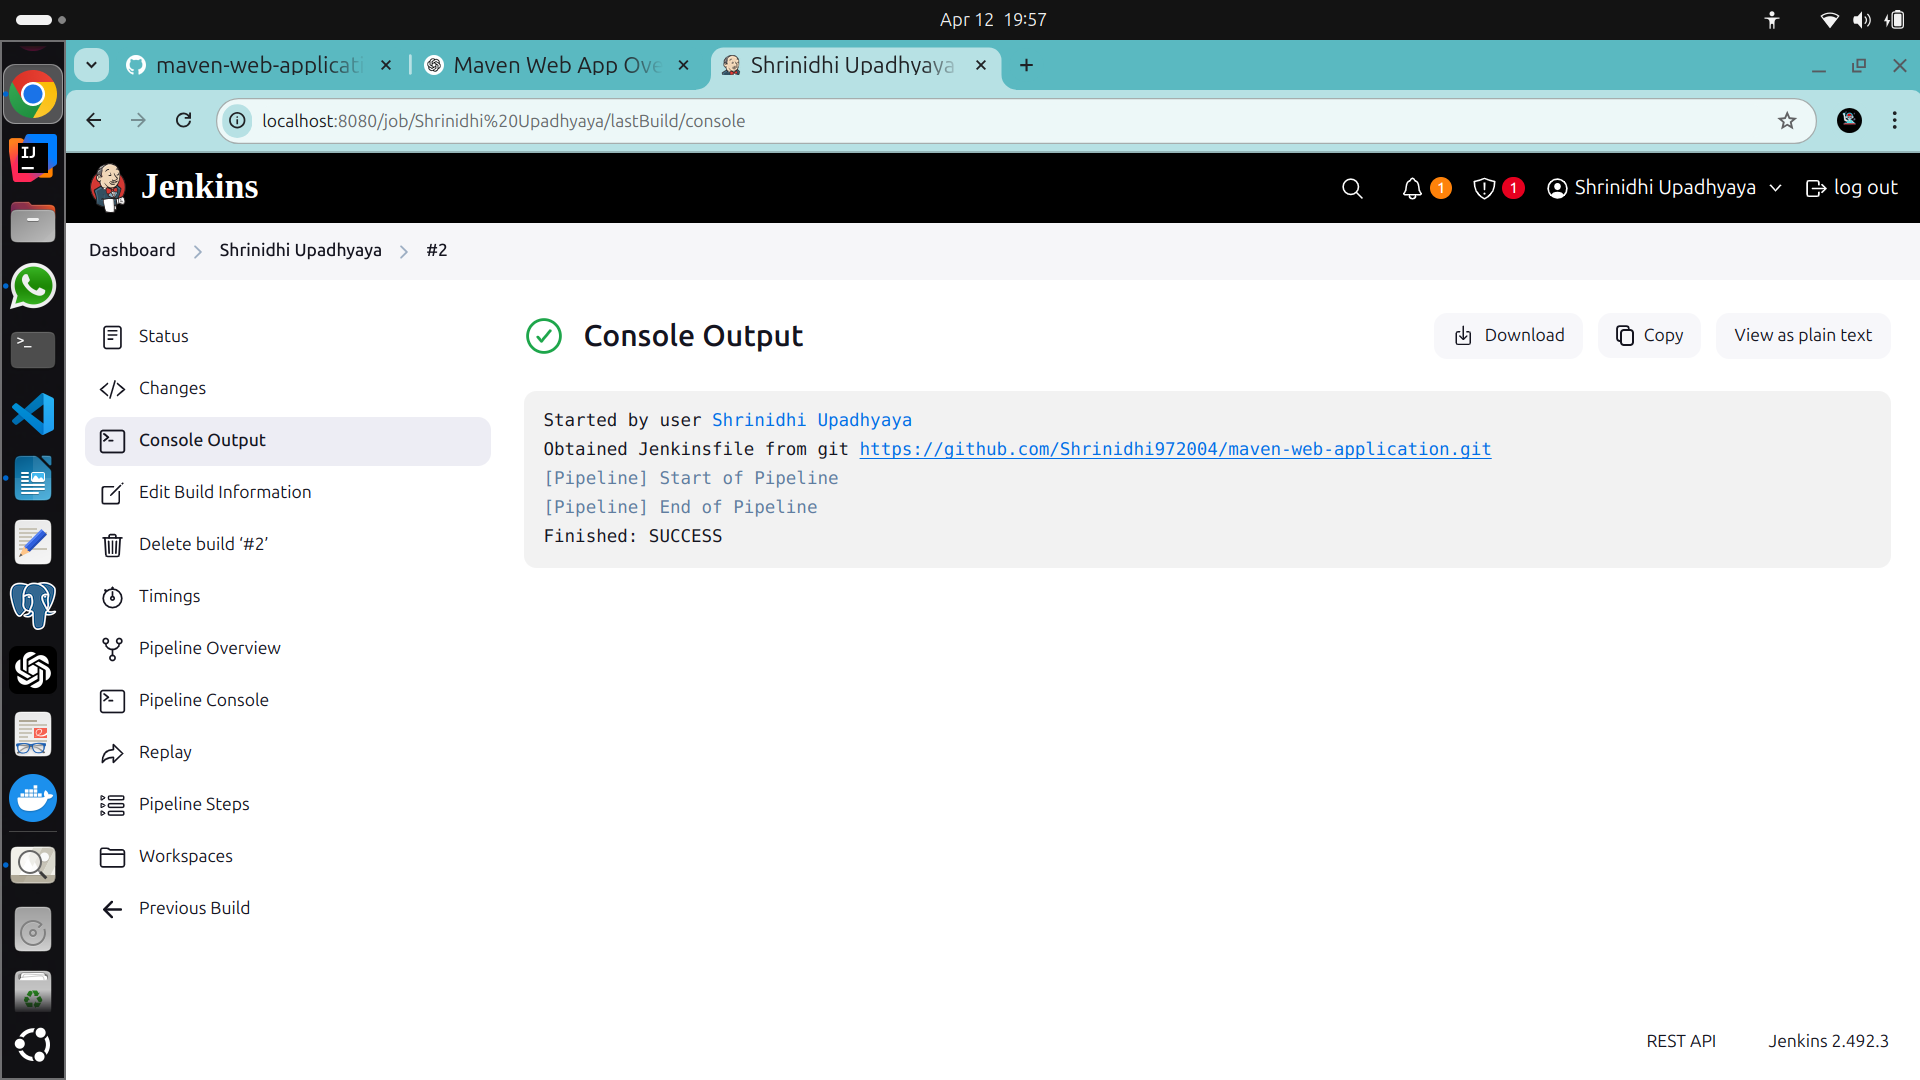 Apr 12 19:57
maven-web-applicati
Maven Web App Ove
Shrinidhi Upadhyaya
localhost:8080/job/Shrinidhi%20Upadhyaya/lastBuild/console
Jenkins
1
1
Shrinidhi Upadhyaya
log out
Dashboard
Shrinidhi Upadhyaya
#2
Status
Changes
Console Output
Edit Build Information
Delete build ‘#2’
Timings
Pipeline Overview
Pipeline Console
Replay
Pipeline Steps
Workspaces
Previous Build
Console Output
Download
Copy
View as plain text
Started by user Shrinidhi Upadhyaya
Obtained Jenkinsfile from git https://github.com/Shrinidhi972004/maven-web-application.git
[Pipeline] Start of Pipeline
[Pipeline] End of Pipeline
Finished: SUCCESS
REST API
Jenkins 2.492.3